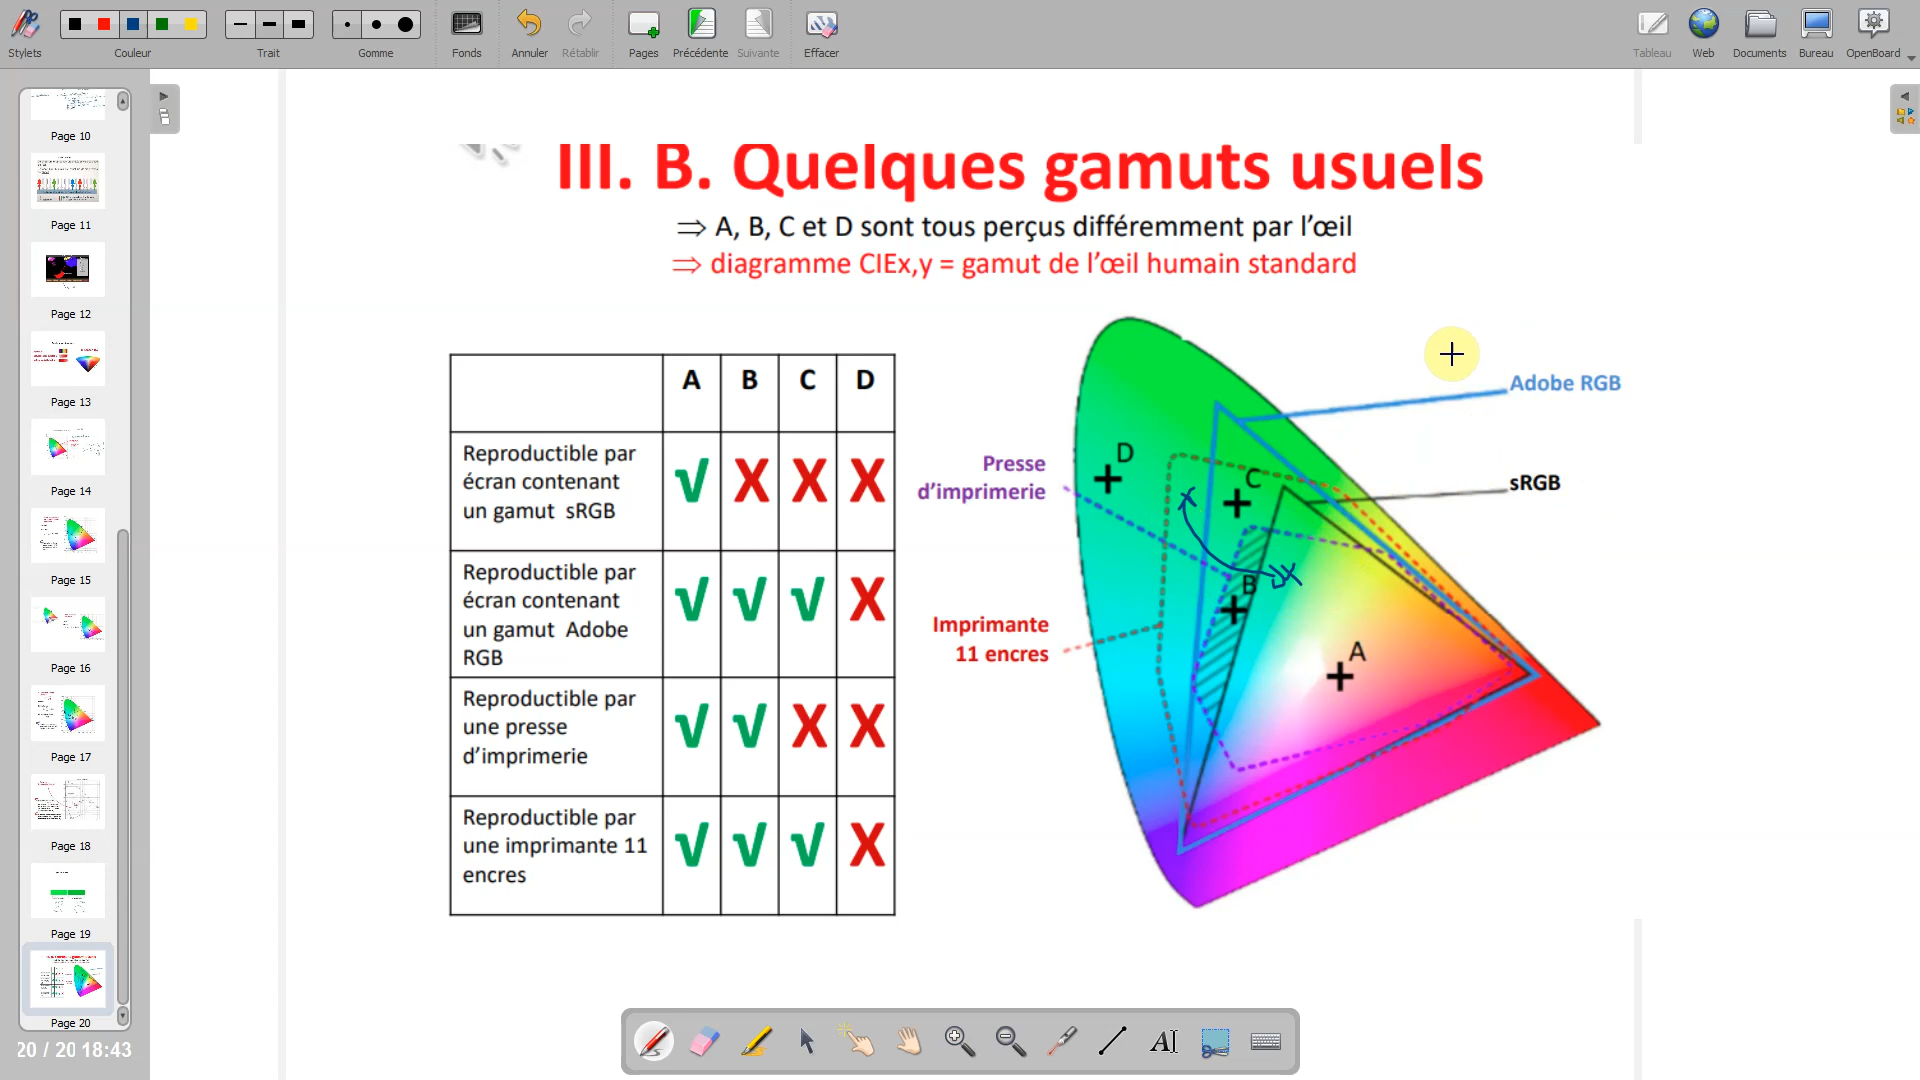 Stylets
Couleur
Trait
Gomme
Fonds
Annuler
Rétablir
Pages
Précédente
Suivante
Effacer
Tableau
Web
Documents
Bureau
OpenBoard
Page 10
Page 11
Page 12
Page 13
Page 14
Page 15
Page 16
Page 17
Page 18
Page 19
Page 20
20 / 20 18:43
III. B. Quelques gamuts usuels
⇒ A, B, C et D sont tous perçus différemment par l’œil
⇒ diagramme CIEx,y = gamut de l’œil humain standard
A B C D
Reproductible par
écran contenant
un gamut sRGB
√ X X X
Reproductible par
écran contenant
un gamut Adobe
RGB
√ √ √ X
Reproductible par
une presse
d’imprimerie
√ √ X X
Reproductible par
une imprimante 11
encres
√ √ √ X
Presse
d’imprimerie
Imprimante
11 encres
Adobe RGB
sRGB
D
C
B
A
AI